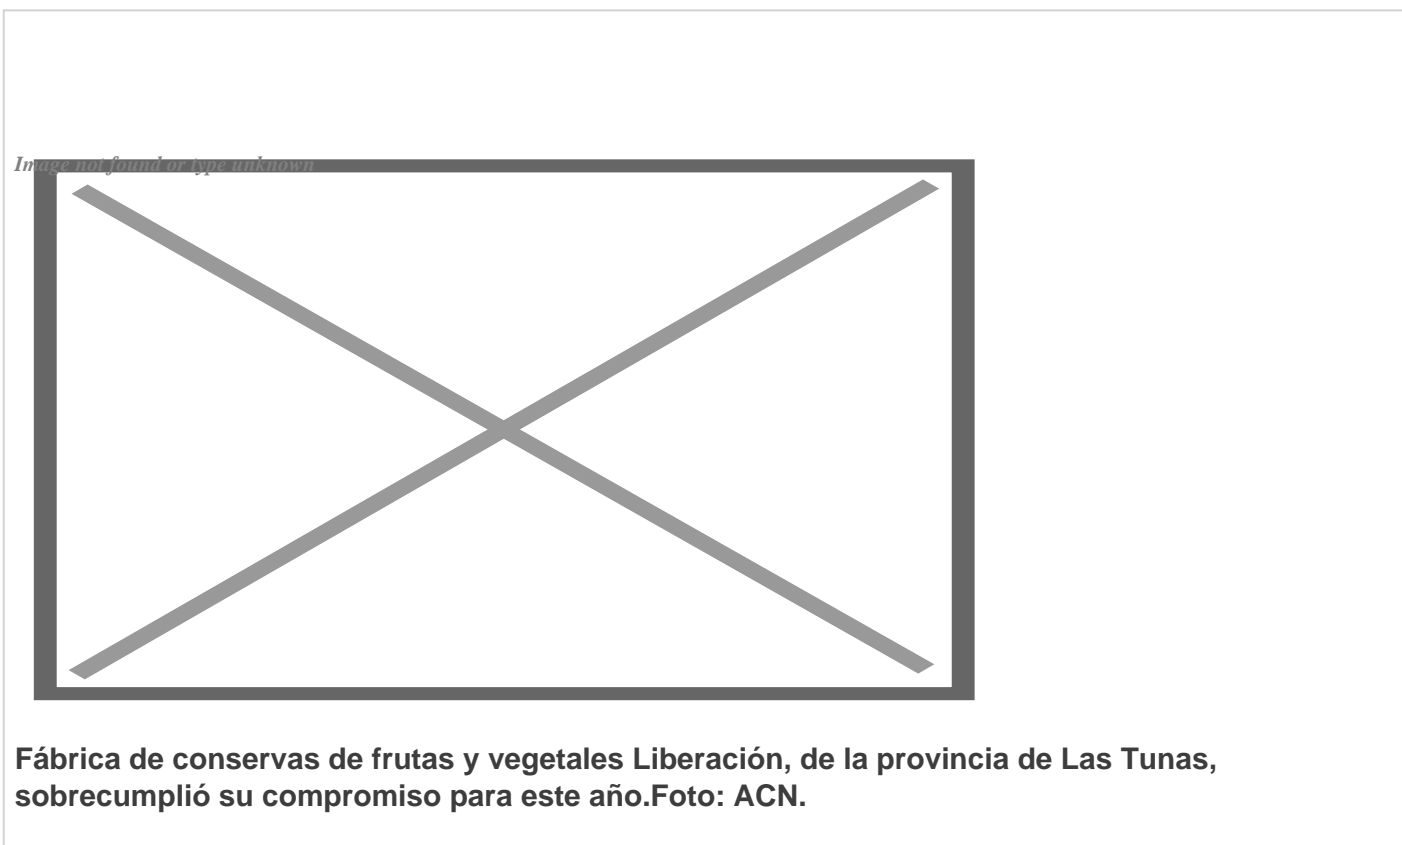 Image not found or type unknown
Fábrica de conservas de frutas y vegetales Liberación, de la provincia de Las Tunas,
sobrecumplió su compromiso para este año.Foto: ACN.